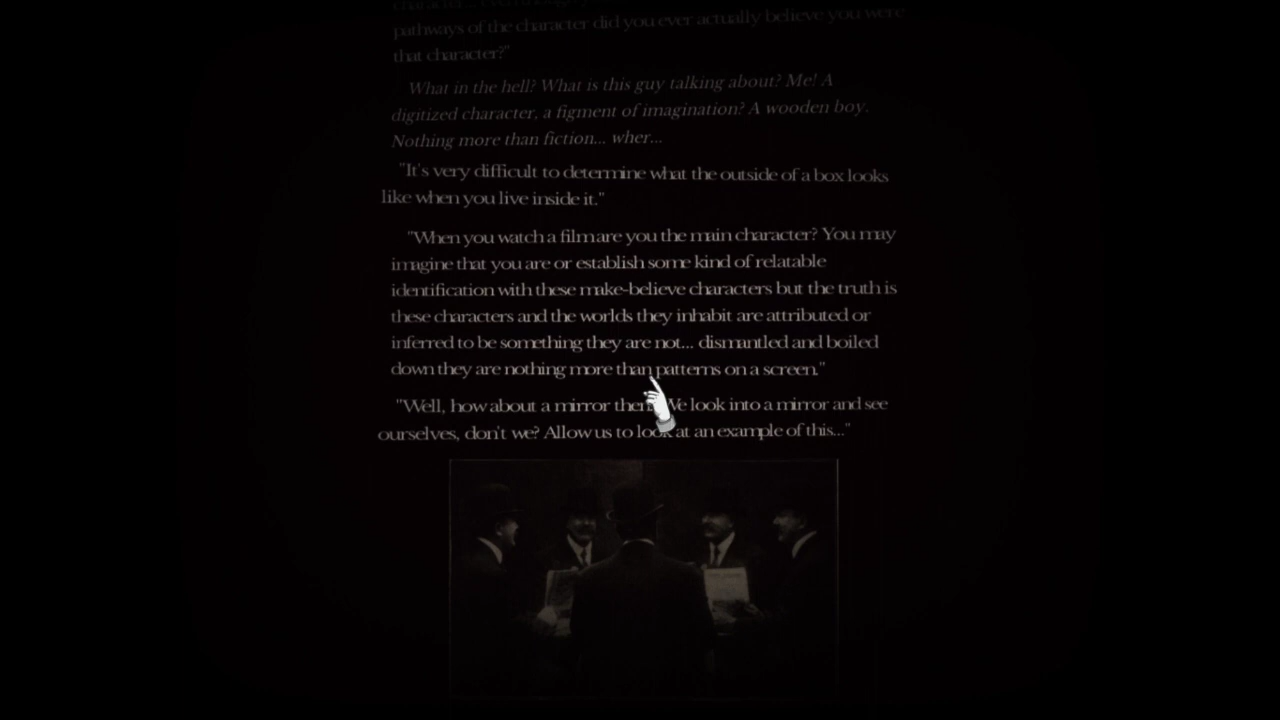 character...
pathways of the character did you ever actually believe you were
that character?"
What in the hell? What is this guy talking about? Me! A
digitized character, a figment of imagination? A wooden boy.
Nothing more than fiction... wher...
"It's very difficult to determine what the outside of a box looks
like when you live inside it."
"When you watch a film are you the main character? You may
imagine that you are or establish some kind of relatable
identification with these make-believe characters but the truth is
these characters and the worlds they inhabit are attributed or
inferred to be something they are not... dismantled and boiled
down they are nothing more than patterns on a screen."
"Well, how about a mirror We look into a mirror and see
ourselves, don't we? Allow us to look at an example of this..."